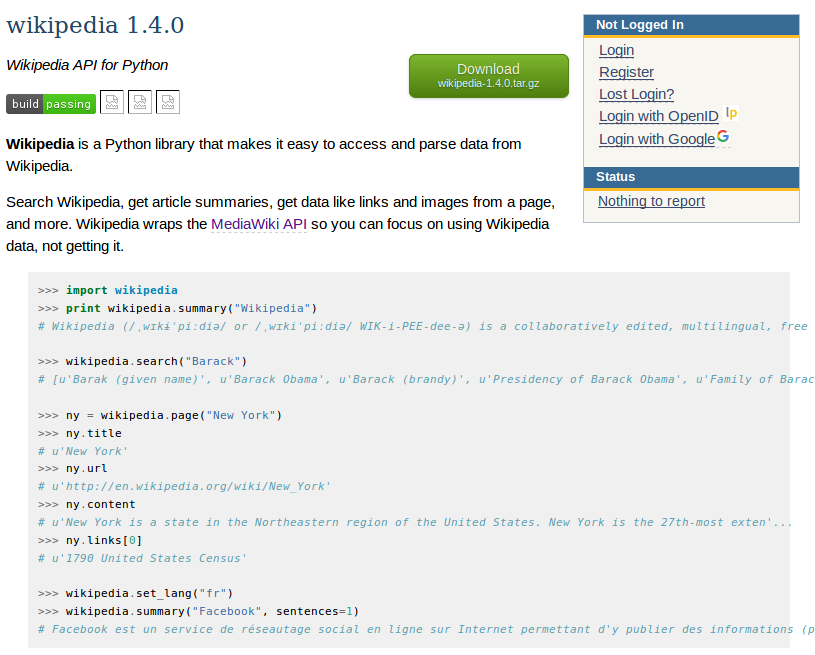 wikipedia 1.4.0
Wikipedia API for Python
Download
wikipedia-1.4.0.tar.gz
build passing
Wikipedia is a Python library that makes it easy to access and parse data from
Wikipedia.
Search Wikipedia, get article summaries, get data like links and images from a page,
and more. Wikipedia wraps the MediaWiki API so you can focus on using Wikipedia
data, not getting it.
>>> import wikipedia
>>> print wikipedia.summary("Wikipedia")
# Wikipedia (/ˌwɪkɨˈpiːdiə/ or /ˌwɪkiˈpiːdiə/ WIK-i-PEE-dee-ə) is a collaboratively edited, multilingual, free
>>> wikipedia.search("Barack")
# [u'Barak (given name)', u'Barack Obama', u'Barack (brandy)', u'Presidency of Barack Obama', u'Family of Barac
>>> ny = wikipedia.page("New York")
>>> ny.title
# u'New York'
>>> ny.url
# u'http://en.wikipedia.org/wiki/New_York'
>>> ny.content
# u'New York is a state in the Northeastern region of the United States. New York is the 27th-most exten'...
>>> ny.links[0]
# u'1790 United States Census'
>>> wikipedia.set_lang("fr")
>>> wikipedia.summary("Facebook", sentences=1)
# Facebook est un service de réseautage social en ligne sur Internet permettant d'y publier des informations (p
Not Logged In
Login
Register
Lost Login?
Login with OpenID lp
Login with Google G
Status
Nothing to report